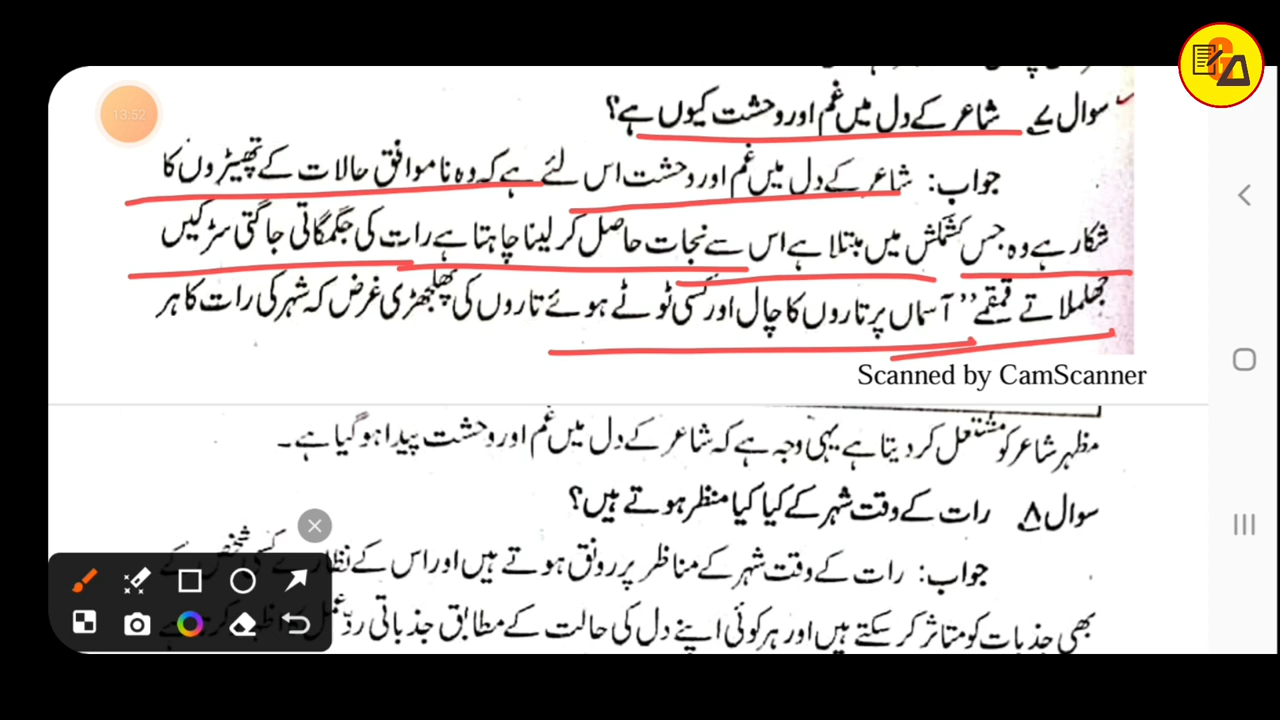 13:52
سوال ۷۔ شاعر کے دل میں غم اور وحشت کیوں ہے؟
جواب: شاعر کے دل میں غم اور وحشت اس لئے ہے کہ وہ ناموافق حالات کے تھپیڑوں کا
شکار ہے وہ جس کشمکش میں مبتلا ہے اس سے نجات حاصل کر لینا چاہتا ہے رات کی جگمگاتی جاگتی سڑکیں
جھلملاتے قمقمے ’’ آسماں پر تاروں کا جال اور کسی ٹوٹے ہوئے تاروں کی پھلجھڑی غرض کہ شہر کی رات کا ہر
Scanned by CamScanner
مظہر شاعر کو مشتعل کر دیتا ہے یہی وجہ ہے کہ شاعر کے دل میں غم اور وحشت پیدا ہو گیا ہے۔
سوال ۸۔ رات کے وقت شہر کے کیا کیا منظر ہوتے ہیں؟
جواب: رات کے وقت شہر کے مناظر پر رونق ہوتے ہیں اور اس کے نظارے کسی شخص کے
بھی جذبات کو متاثر کر سکتے ہیں اور ہر کوئی اپنے دل کی حالت کے مطابق جذباتی ردِّ عمل